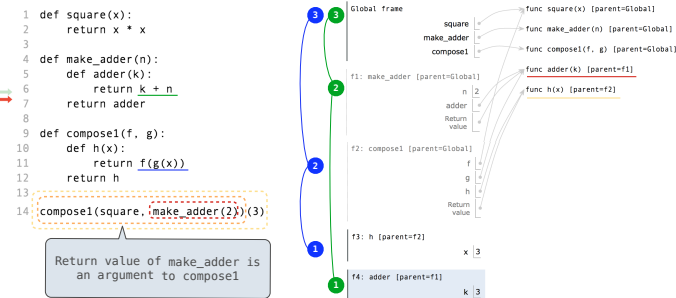 1 def square(x):
2 return x * x
3
4 def make_adder(n):
5 def adder(k):
6 return k + n
7 return adder
8
9 def compose1(f, g):
10 def h(x):
11 return f(g(x))
12 return h
13
14 compose1(square, make_adder(2))(3)
Return value of make_adder is
an argument to compose1
3 3
2
2
1
1
Global frame
square
make_adder
compose1
f1: make_adder [parent=Global]
n 2
adder
Return
value
f2: compose1 [parent=Global]
f
g
h
Return
value
f3: h [parent=f2]
x 3
f4: adder [parent=f1]
k 3
func square(x) [parent=Global]
func make_adder(n) [parent=Global]
func compose1(f, g) [parent=Global]
func adder(k) [parent=f1]
func h(x) [parent=f2]